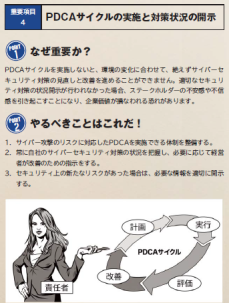 重要項目
4
PDCAサイクルの実施と対策状況の開示
POINT
1
なぜ重要か?
PDCAサイクルを実施しないと、環境の変化に合わせて、絶えずサイバーセ
キュリティ対策の見直しと改善を進めることができません。適切なセキュリ
ティ対策の状況開示が行われなかった場合、ステークホルダーの不安感や不信
感を引き起こすことになり、企業価値が損なわれる恐れがあります。
POINT
2
やるべきことはこれだ!
1. サイバー攻撃のリスクに対応したPDCAを実施できる体制を整備する。
2. 常に自社のサイバーセキュリティ対策の状況を把握し、必要に応じて経営
者が改善のための指示をする。
3. セキュリティ上の新たなリスクがあった場合は、必要な情報を適切に開示
する。
計画
実行
PDCAサイクル
改善
評価
責任者